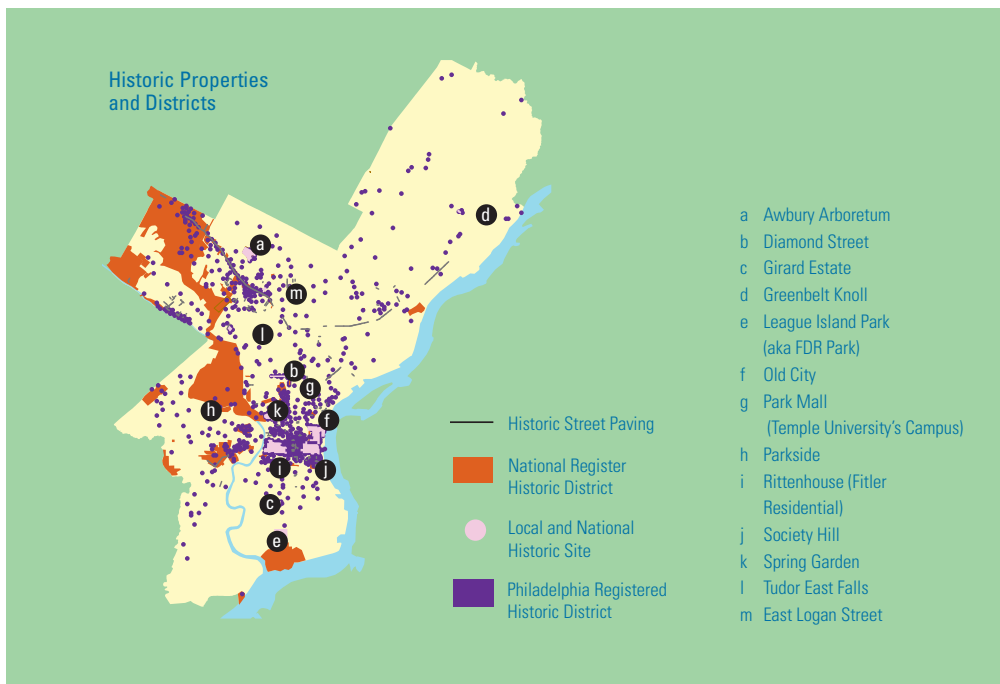 Historic Properties
and Districts
a
m
l
b
g
h
k
f
i
j
c
e
d
Historic Street Paving
National Register
Historic District
Local and National
Historic Site
Philadelphia Registered
Historic District
a Awbury Arboretum
b Diamond Street
c Girard Estate
d Greenbelt Knoll
e League Island Park
(aka FDR Park)
f Old City
g Park Mall
(Temple University's Campus)
h Parkside
i Rittenhouse (Fitler
Residential)
j Society Hill
k Spring Garden
l Tudor East Falls
m East Logan Street